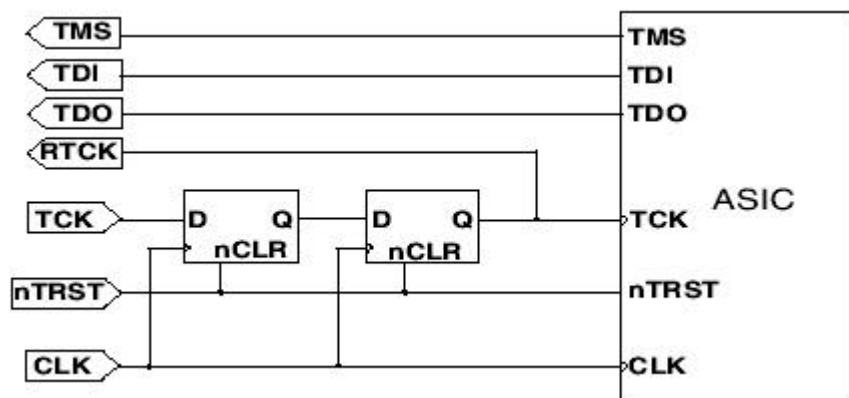 TMS TMS
TDI TDI
TDO TDO
RTCK
TCK D Q D Q TCK ASIC
nCLR nCLR
nTRST nTRST
CLK CLK